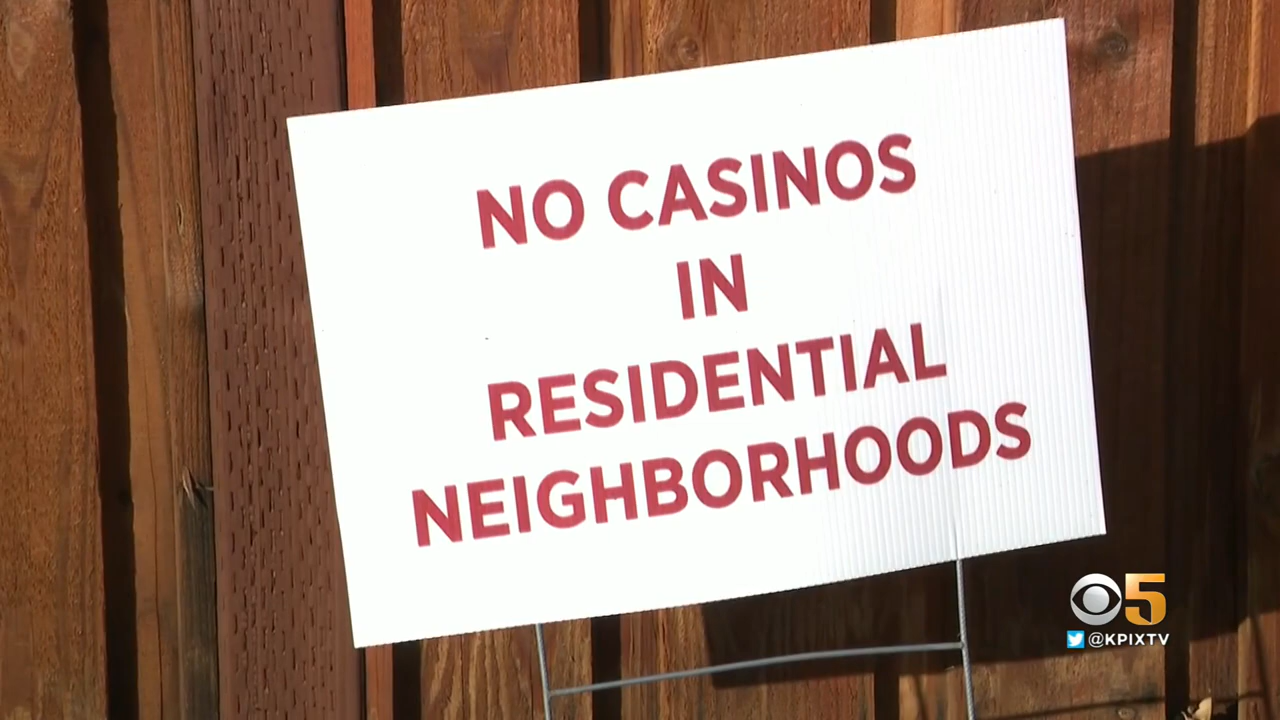 NO CASINOS
IN
RESIDENTIAL
NEIGHBORHOODS
5
@KPIXTV